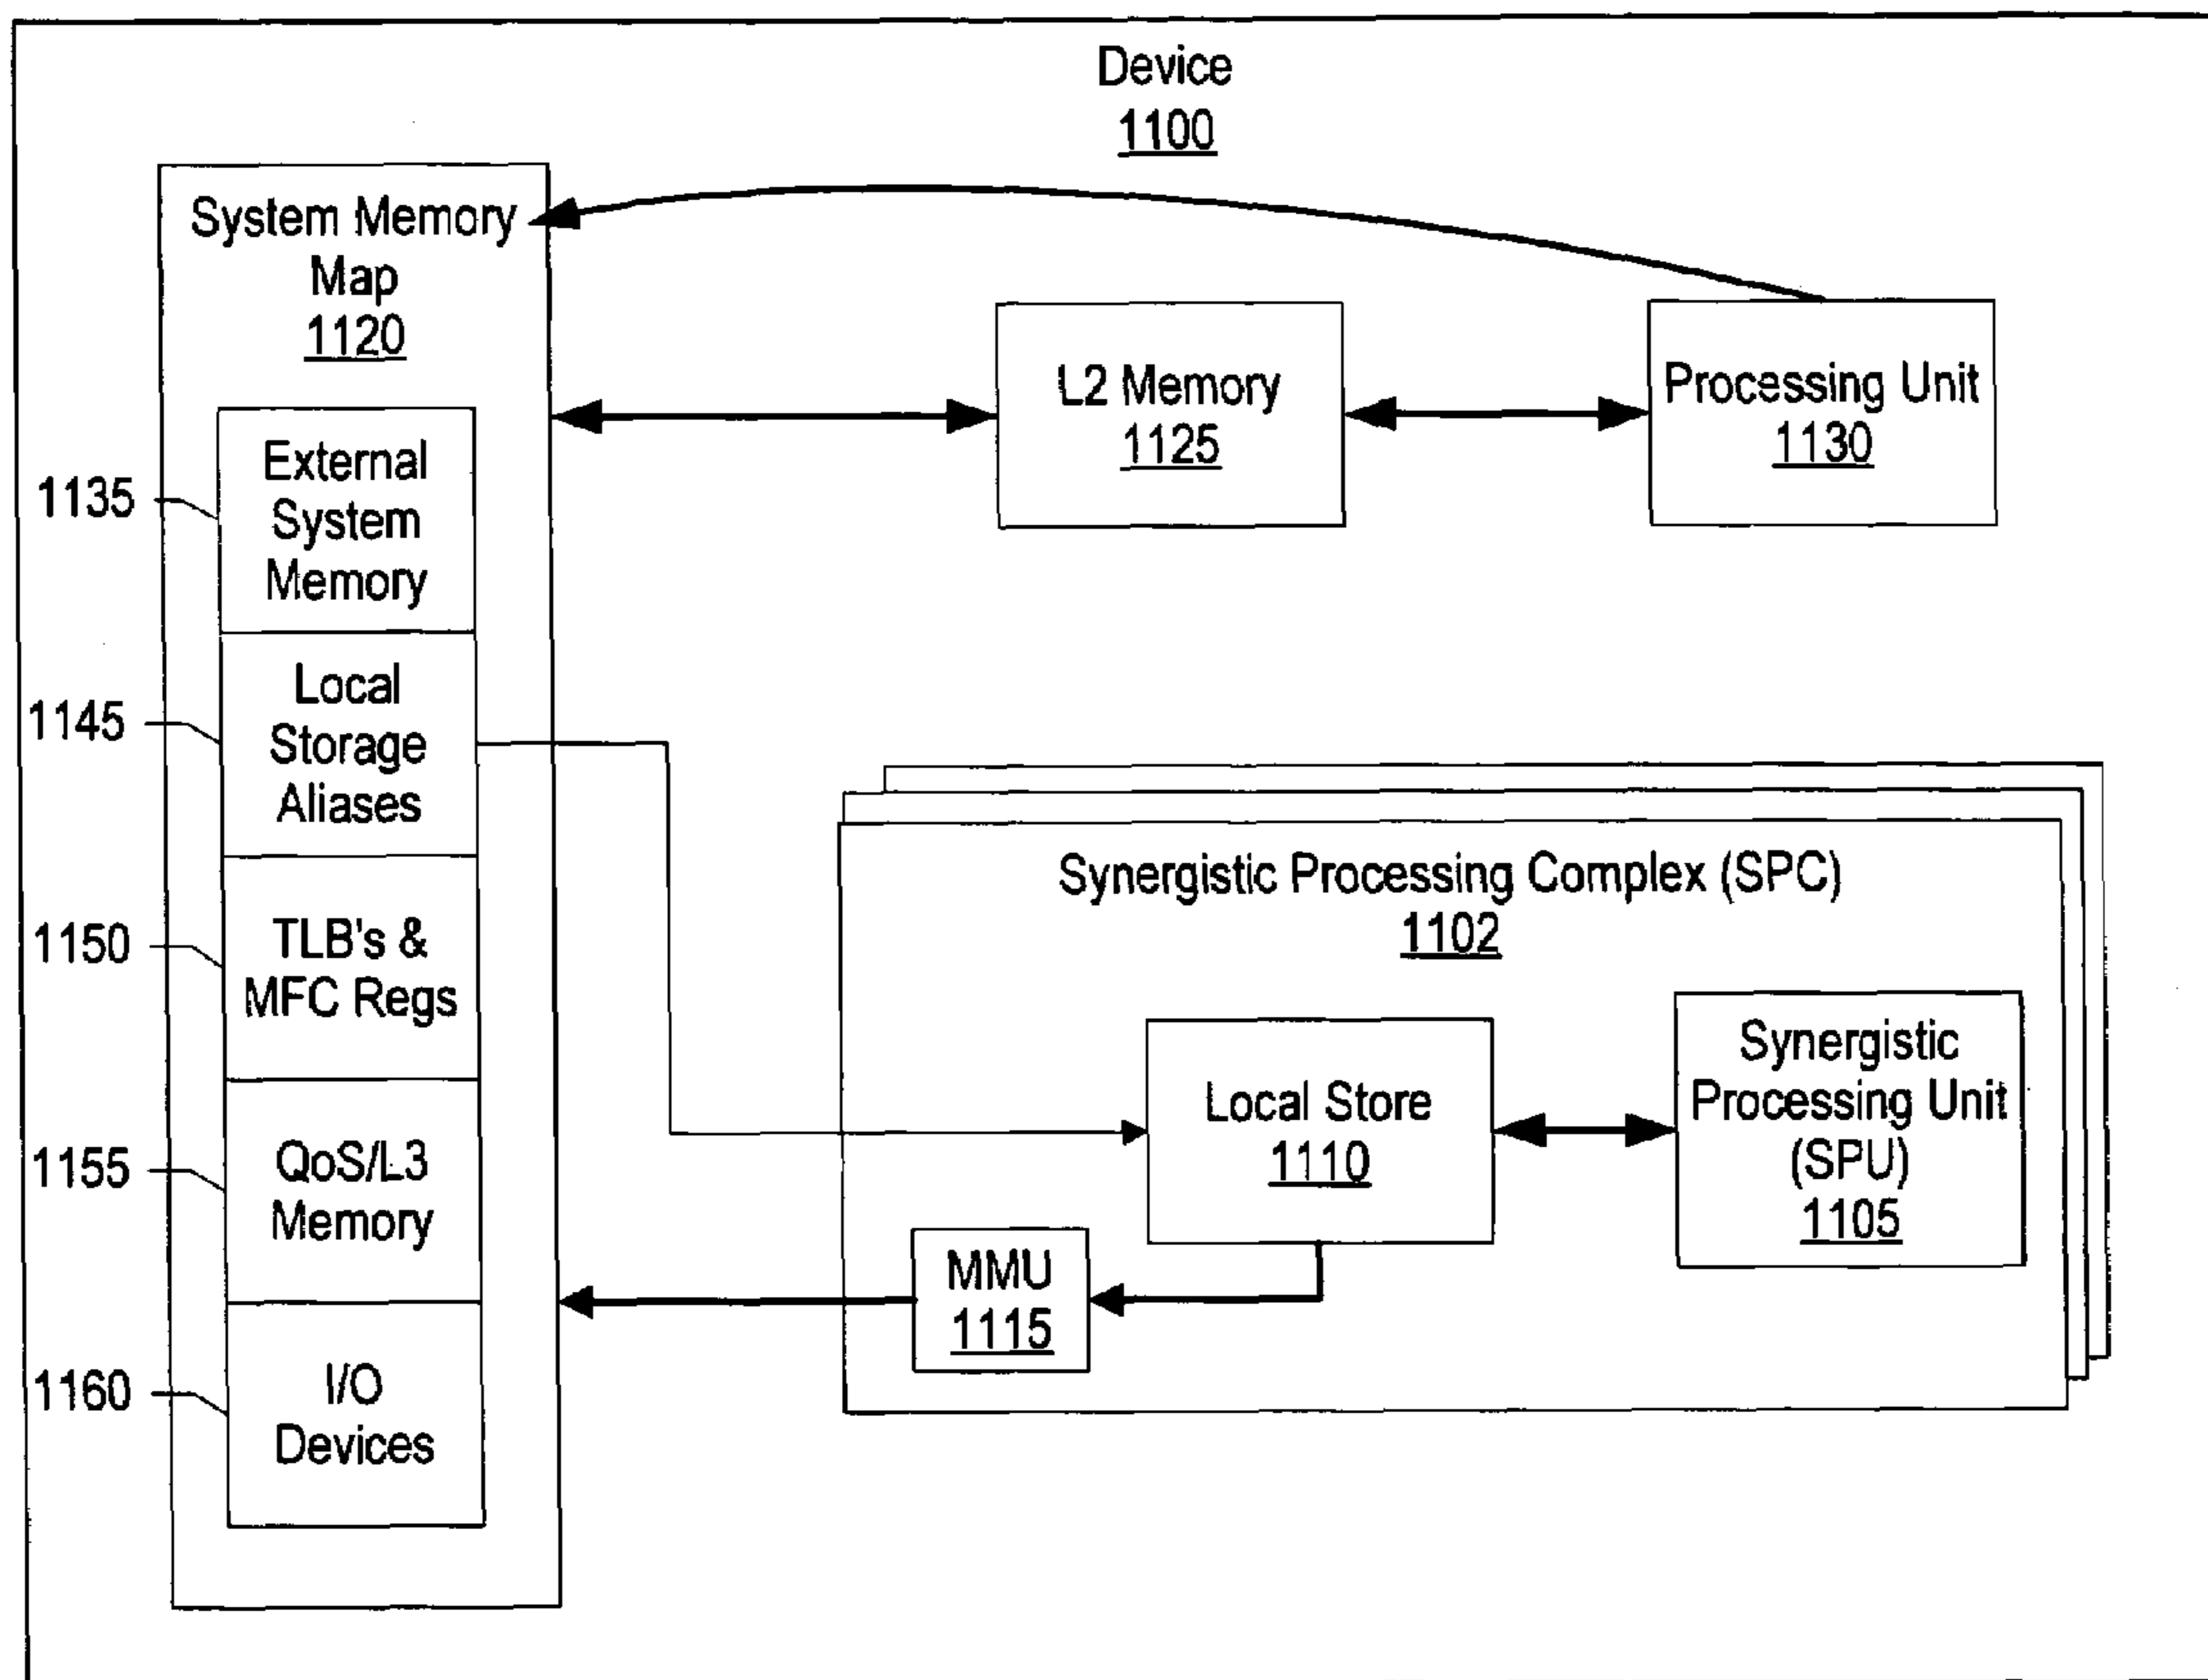 Device
1100
System Memory
Map
1120
L2 Memory
1125
Processing Unit
1130
1135
External
System
Memory
1145
Local
Storage
Aliases
1150
TLB's &
MFC Regs
1155
QoS/L3
Memory
1160
I/O
Devices
Synergistic Processing Complex (SPC)
1102
Local Store
1110
Synergistic
Processing Unit
(SPU)
1105
MMU
1115